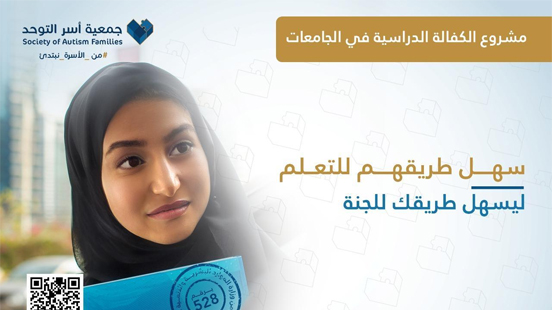 مشروع الكفالة الدراسية في الجامعات
جمعية أسر التوحد
Society of Autism Families
#من_الأسرة_نبتدئ
سهل طريقهم للتعلم
ليسهل طريقك للجنة
528